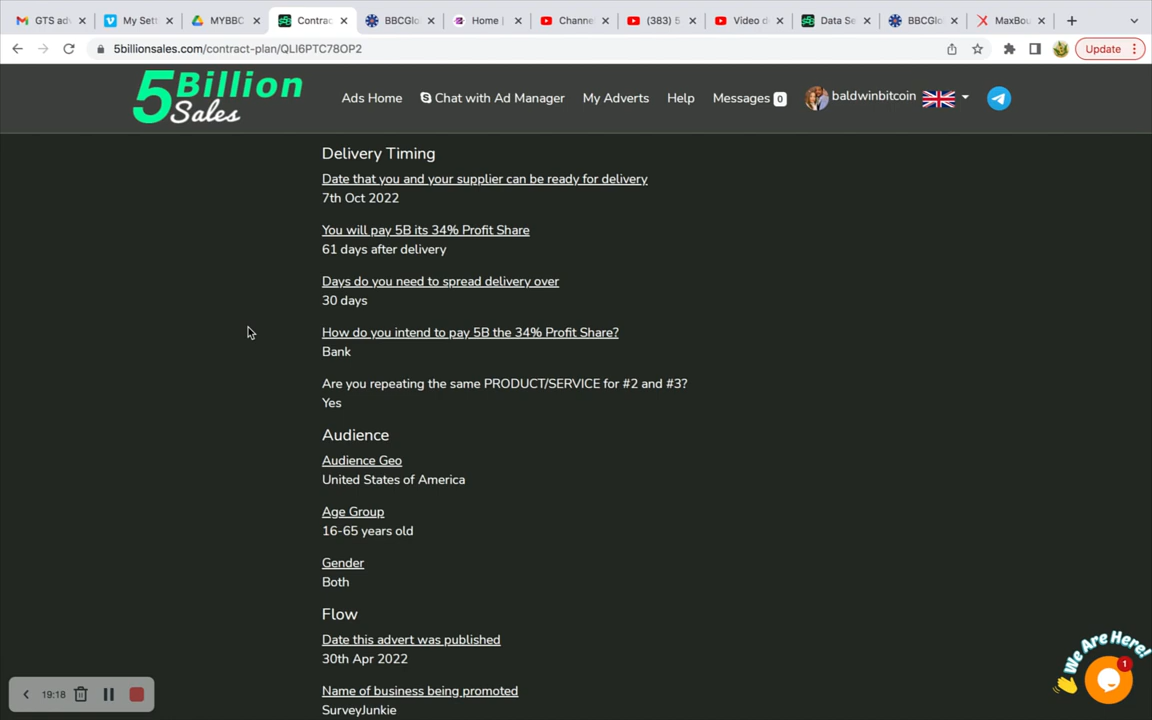 GTS ad
My Sett
MYBBC
Contrac
BBCGlo
Home |
Channe
(383) 5
Video d
Data Se
BBCGlo
MaxBou
5billionsales.com/contract-plan/QLI6PTC78OP2
Update
5Billion
Sales
Ads Home
Chat with Ad Manager
My Adverts
Help
Messages 0
baldwinbitcoin
Delivery Timing
Date that you and your supplier can be ready for delivery
7th Oct 2022
You will pay 5B its 34% Profit Share
61 days after delivery
Days do you need to spread delivery over
30 days
How do you intend to pay 5B the 34% Profit Share?
Bank
Are you repeating the same PRODUCT/SERVICE for #2 and #3?
Yes
Audience
Audience Geo
United States of America
Age Group
16-65 years old
Gender
Both
Flow
Date this advert was published
30th Apr 2022
Name of business being promoted
SurveyJunkie
19:18
We Are Here!
1